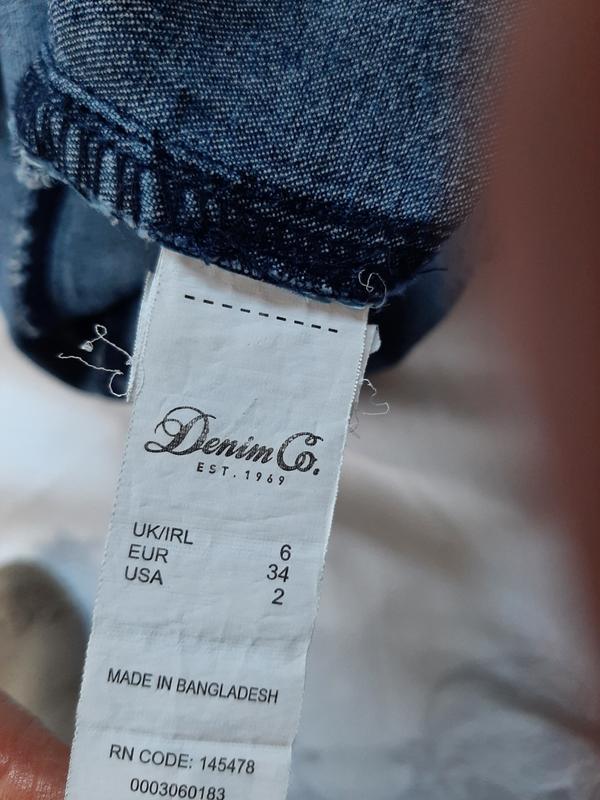 Denim Co.
EST. 1969
UK/IRL 6
EUR 34
USA 2
MADE IN BANGLADESH
RN CODE: 145478
0003060183